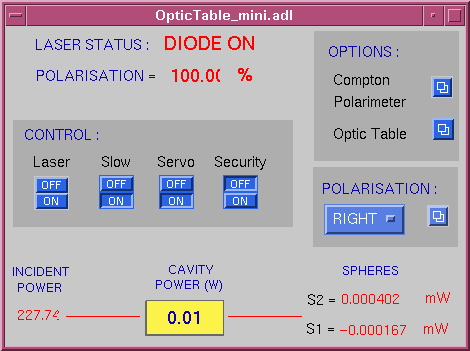 OpticTable_mini.adl
LASER STATUS : DIODE ON
POLARISATION = 100.00 %
OPTIONS :
Compton
Polarimeter
Optic Table
CONTROL :
Laser Slow Servo Security
OFF OFF OFF OFF
ON ON ON ON
POLARISATION :
RIGHT
INCIDENT
POWER
227.74
CAVITY
POWER (W)
0.01
SPHERES
S2 = 0.000402 mW
S1 = -0.000167 mW